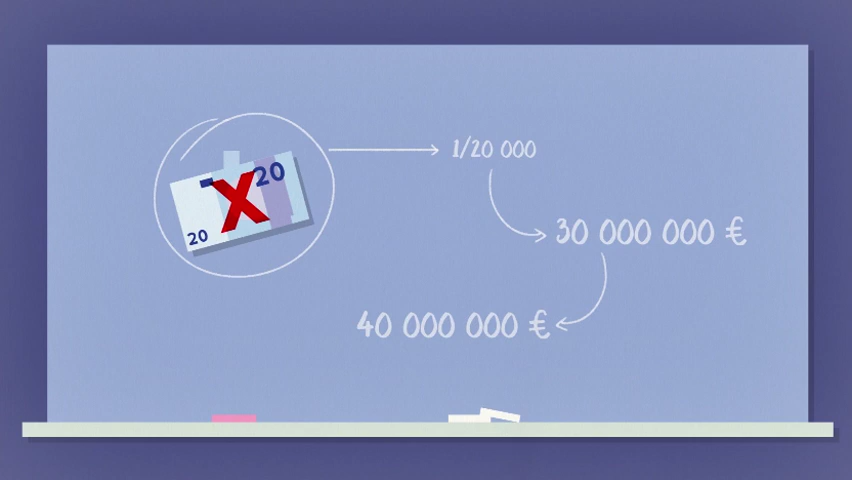 20
X
20
1/20 000
30 000 000 €
40 000 000 €